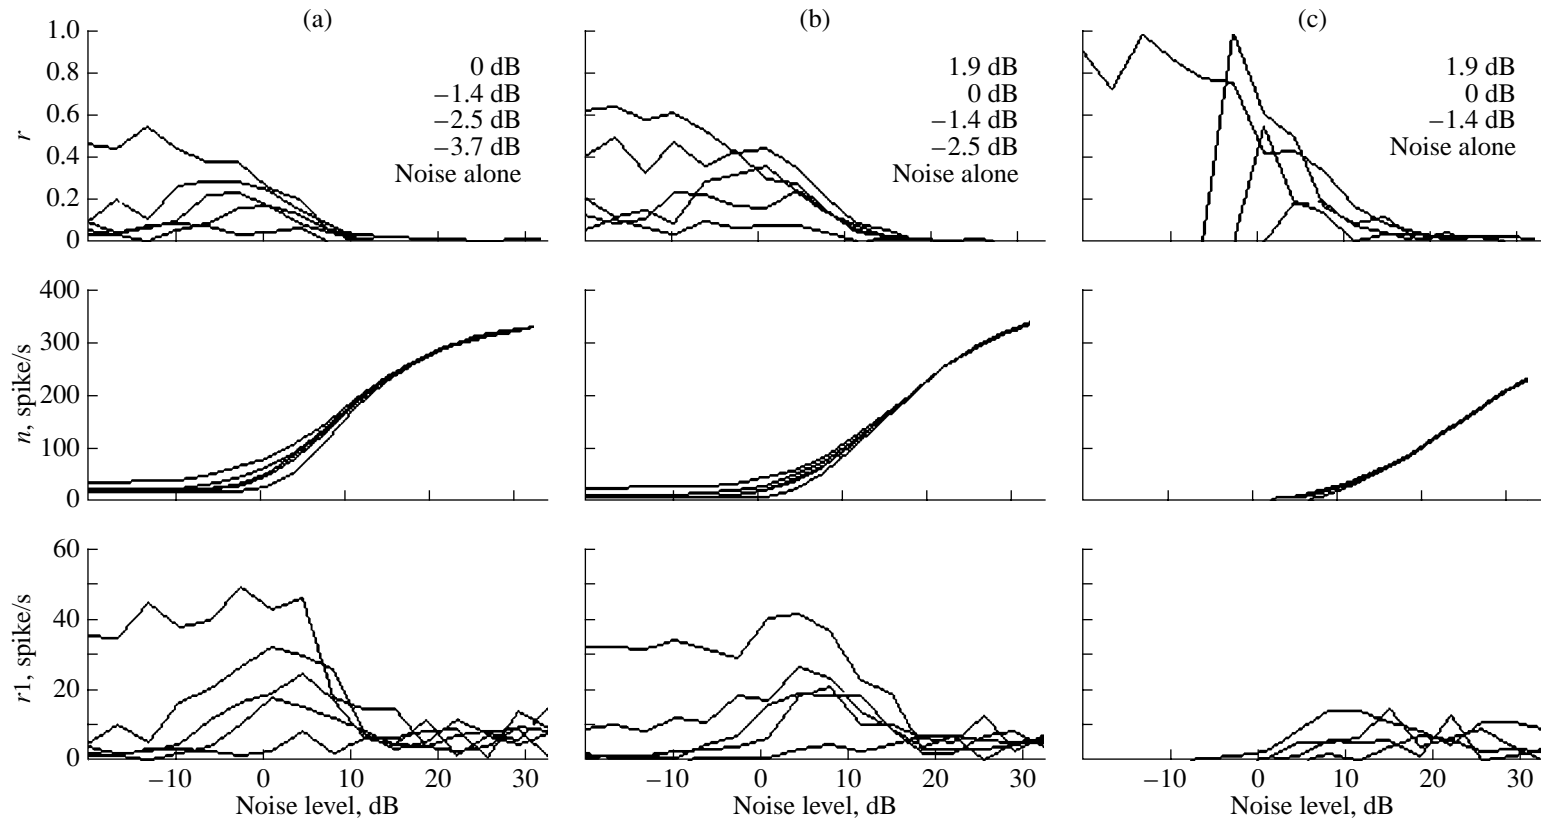 (a) (b) (c)
1.0
0.8
0.6
0.4
0.2
0
r
0 dB
−1.4 dB
−2.5 dB
−3.7 dB
Noise alone
1.9 dB
0 dB
−1.4 dB
−2.5 dB
Noise alone
1.9 dB
0 dB
−1.4 dB
Noise alone
400
300
200
100
0
n, spike/s
60
40
20
0
r1, spike/s
−10 0 10 20 30
−10 0 10 20 30
−10 0 10 20 30
Noise level, dB
Noise level, dB
Noise level, dB